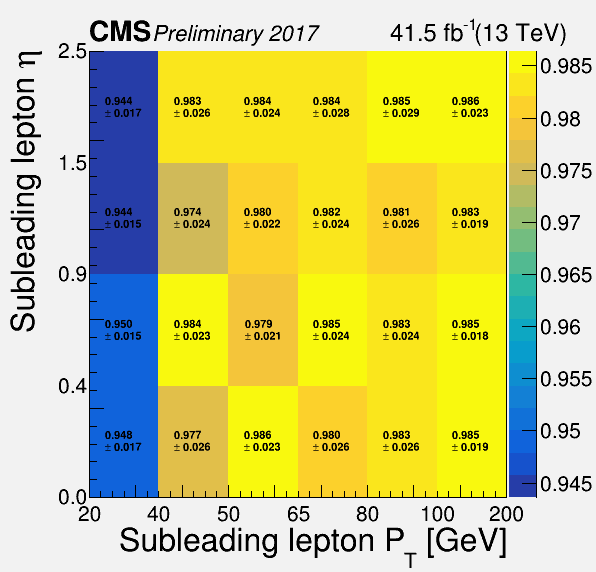 CMS Preliminary 2017 41.5 fb⁻¹(13 TeV)
2.5 0.985
0.944 0.983 0.984 0.984 0.985 0.986
± 0.017 ± 0.026 ± 0.024 ± 0.028 ± 0.029 ± 0.023
0.98
1.5 0.975
0.944 0.974 0.980 0.982 0.981 0.983
± 0.015 ± 0.024 ± 0.022 ± 0.024 ± 0.026 ± 0.019
0.97
0.9 0.965
0.950 0.984 0.979 0.985 0.983 0.985
± 0.015 ± 0.023 ± 0.021 ± 0.024 ± 0.024 ± 0.018
0.96
0.4 0.955
0.948 0.977 0.986 0.980 0.983 0.985
± 0.017 ± 0.026 ± 0.023 ± 0.026 ± 0.026 ± 0.019
0.95
0.945
0.0
20 40 50 65 80 100 200
Subleading lepton P_T [GeV]
Subleading lepton η